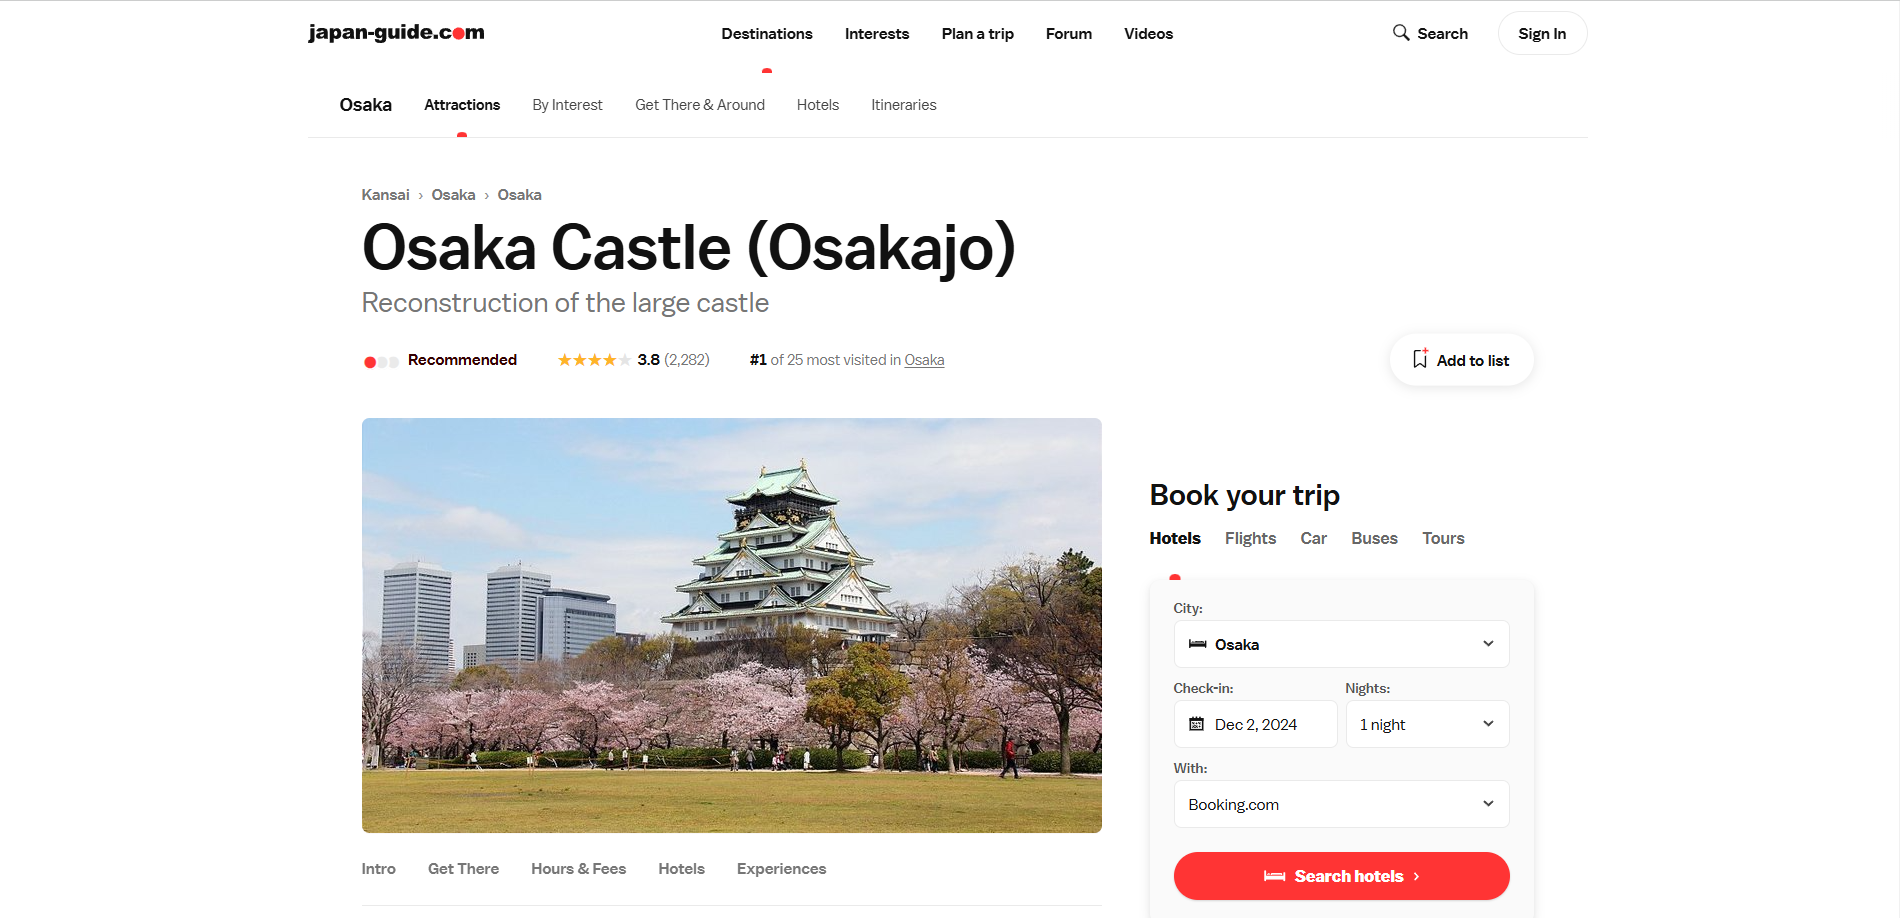 japan-guide.com
Destinations Interests Plan a trip Forum Videos
Search
Sign In
Osaka Attractions By Interest Get There & Around Hotels Itineraries
Kansai › Osaka › Osaka
Osaka Castle (Osakajo)
Reconstruction of the large castle
Recommended 3.8 (2,282) #1 of 25 most visited in Osaka
Add to list
Book your trip
Hotels Flights Car Buses Tours
City:
Osaka
Check-in: Nights:
Dec 2, 2024 1 night
With:
Booking.com
Search hotels ›
Intro Get There Hours & Fees Hotels Experiences